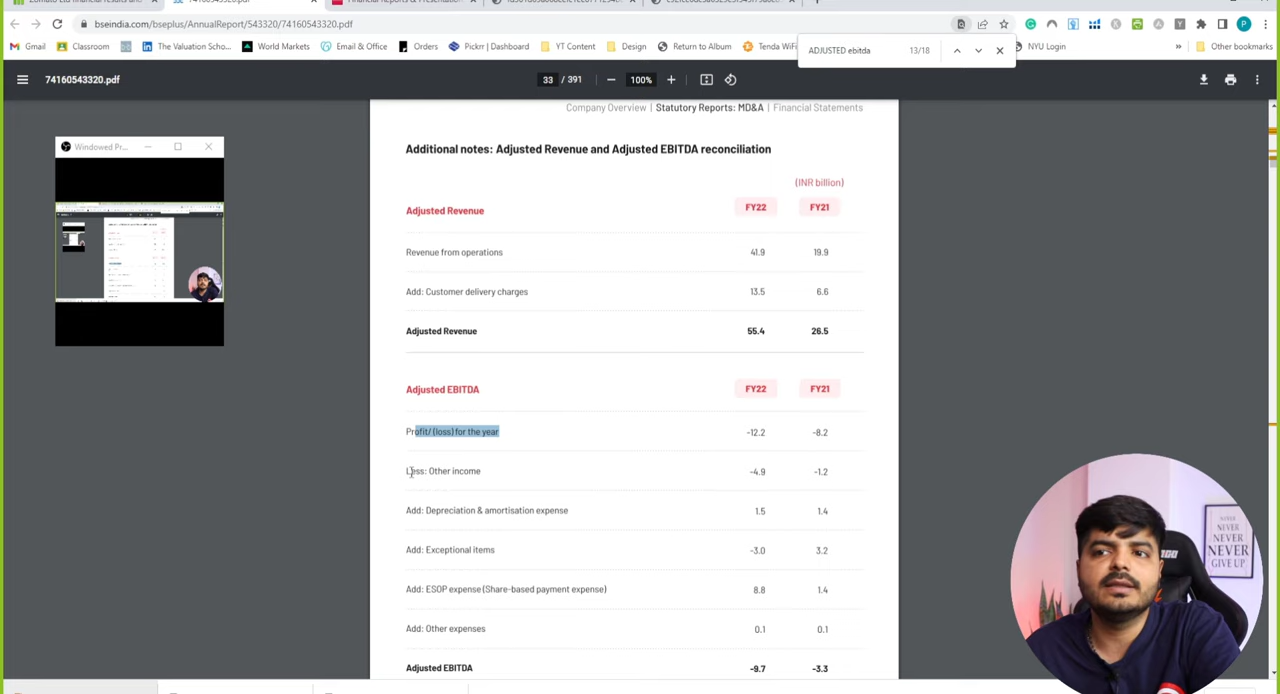 bseindia.com/bseplus/AnnualReport/543320/74160543320.pdf
ADJUSTED ebitda 13/18
Gmail Classroom The Valuation Scho... World Markets Email & Office Orders Pickrr | Dashboard YT Content Design Return to Album Tenda WiFi NYU Login » Other bookmarks
74160543320.pdf 33 / 391 100%
Company Overview | Statutory Reports: MD&A | Financial Statements
Windowed Pr...
Additional notes: Adjusted Revenue and Adjusted EBITDA reconciliation
(INR billion)
Adjusted Revenue FY22 FY21
Revenue from operations 41.9 19.9
Add: Customer delivery charges 13.5 6.6
Adjusted Revenue 55.4 26.5
Adjusted EBITDA FY22 FY21
Profit/ (loss) for the year -12.2 -8.2
Less: Other income -4.9 -1.2
Add: Depreciation & amortisation expense 1.5 1.4
Add: Exceptional items -3.0 3.2
Add: ESOP expense (Share-based payment expense) 8.8 1.4
Add: Other expenses 0.1 0.1
Adjusted EBITDA -9.7 -3.3
NEVER
NEVER
NEVER
GIVE UP